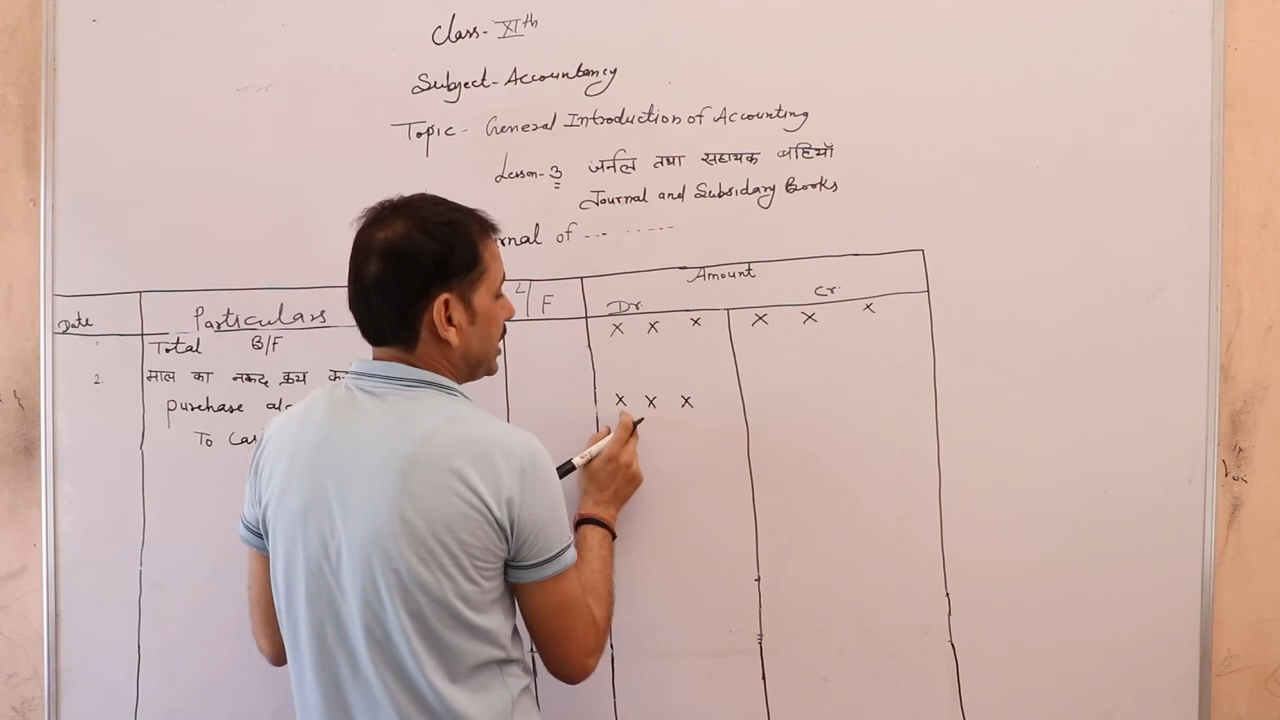 Class- XIth
Subject- Accountancy
Topic- General Introduction of Accounting
Lesson-3 जर्नल तथा सहायक बहियाँ
Journal and Subsidary Books
rnal of ... ........
Date Particulars L/F Amount
Dr. Cr.
Total B/F x x x x x x
2. माल का नकद क्रय
purchase x x x
To